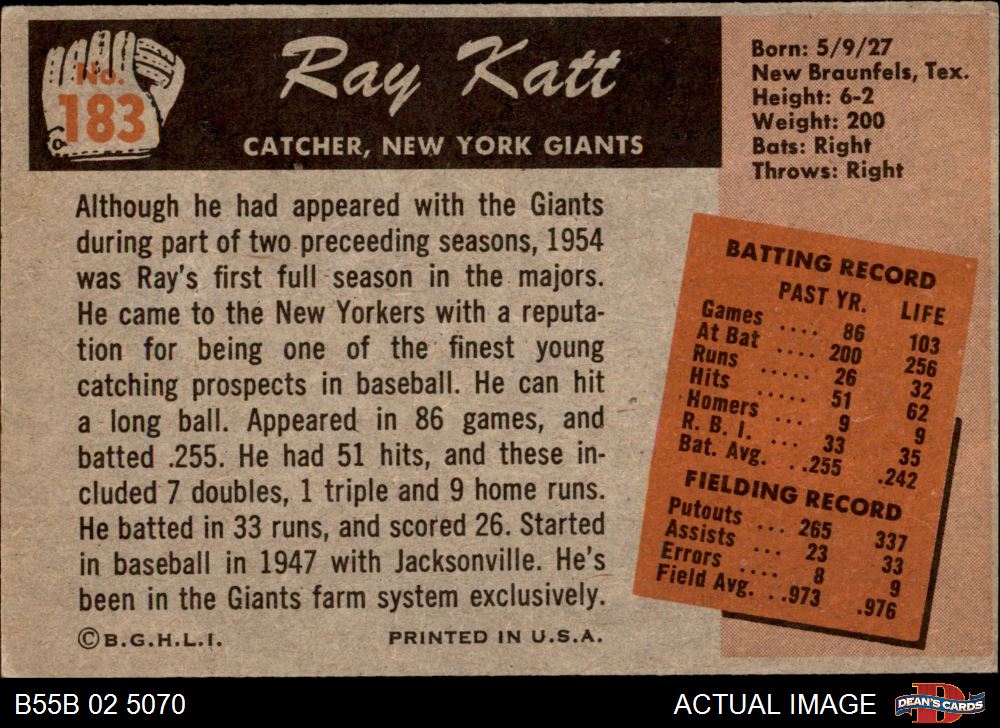 No.
183
Ray Katt
CATCHER, NEW YORK GIANTS
Born: 5/9/27
New Braunfels, Tex.
Height: 6-2
Weight: 200
Bats: Right
Throws: Right
Although he had appeared with the Giants
during part of two preceeding seasons, 1954
was Ray's first full season in the majors.
He came to the New Yorkers with a reputa-
tion for being one of the finest young
catching prospects in baseball. He can hit
a long ball. Appeared in 86 games, and
batted .255. He had 51 hits, and these in-
cluded 7 doubles, 1 triple and 9 home runs.
He batted in 33 runs, and scored 26. Started
in baseball in 1947 with Jacksonville. He's
been in the Giants farm system exclusively.
©B.G.H.L.I. PRINTED IN U.S.A.
BATTING RECORD
PAST YR. LIFE
Games .... 86 103
At Bat .... 200 256
Runs ..... 26 32
Hits ..... 51 62
Homers .... 9 9
R. B. I. ... 33 35
Bat. Avg. ..255 .242
FIELDING RECORD
Putouts ... 265 337
Assists ... 23 33
Errors .... 8 9
Field Avg. ..973 .976
B55B 02 5070 ACTUAL IMAGE DEAN'S CARDS